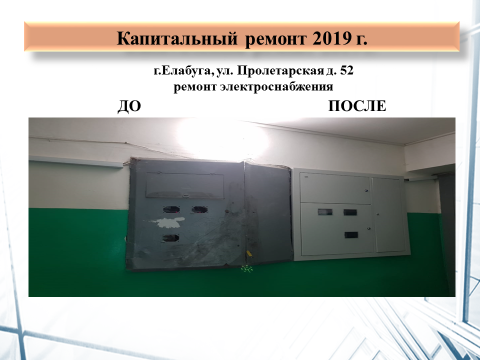 Капитальный ремонт 2019 г.
г.Елабуга, ул. Пролетарская д. 52
ремонт электроснабжения
ДО
ПОСЛЕ